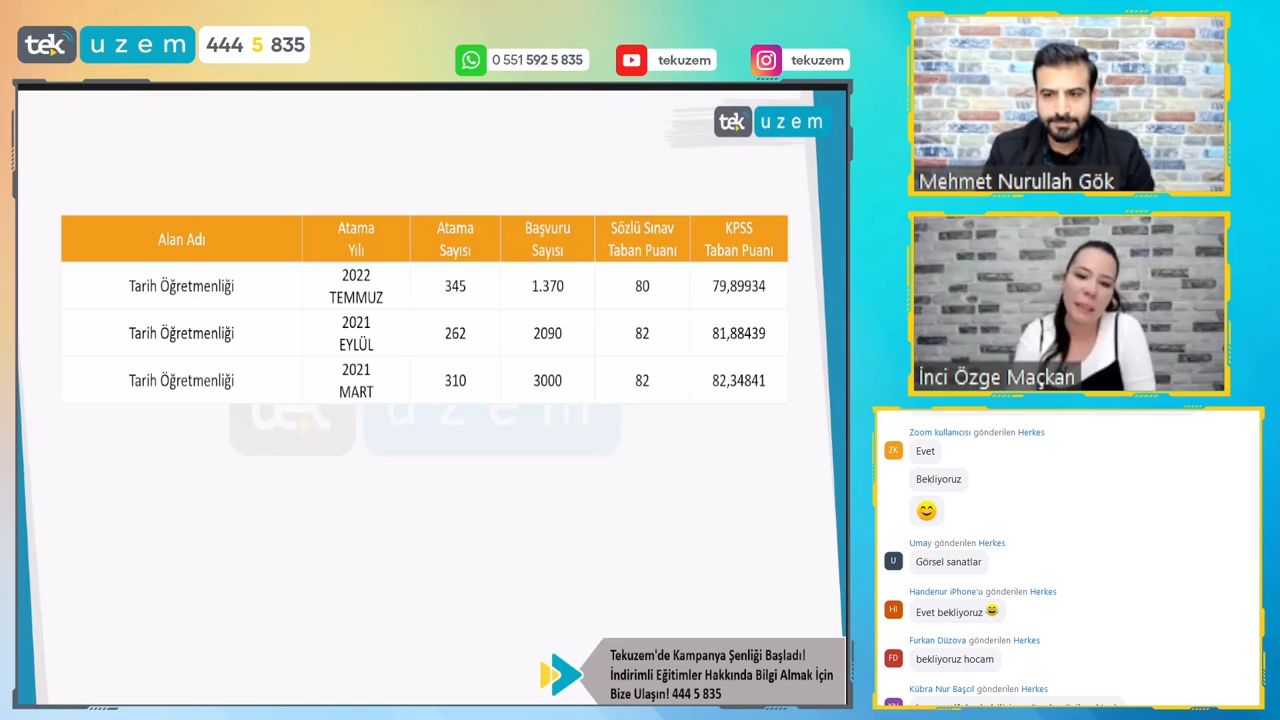 tek uzem 444 5 835
0 551 592 5 835
tekuzem
tekuzem
tek uzem
Alan Adı
Atama Yılı
Atama Sayısı
Başvuru Sayısı
Sözlü Sınav Taban Puanı
KPSS Taban Puanı
Tarih Öğretmenliği 2022 TEMMUZ 345 1.370 80 79,89934
Tarih Öğretmenliği 2021 EYLÜL 262 2090 82 81,88439
Tarih Öğretmenliği 2021 MART 310 3000 82 82,34841
tek uzem
Tekuzem'de Kampanya Şenliği Başladı!
İndirimli Eğitimler Hakkında Bilgi Almak İçin
Bize Ulaşın! 444 5 835
Mehmet Nurullah Gök
İnci Özge Maçkan
Zoom kullanıcısı gönderilen Herkes
ZK
Evet
Bekliyoruz
😊
Umay gönderilen Herkes
U
Görsel sanatlar
Handenur iPhone'u gönderilen Herkes
HI
Evet bekliyoruz 😂
Furkan Düzova gönderilen Herkes
FD
bekliyoruz hocam
Kübra Nur Başcıl gönderilen Herkes